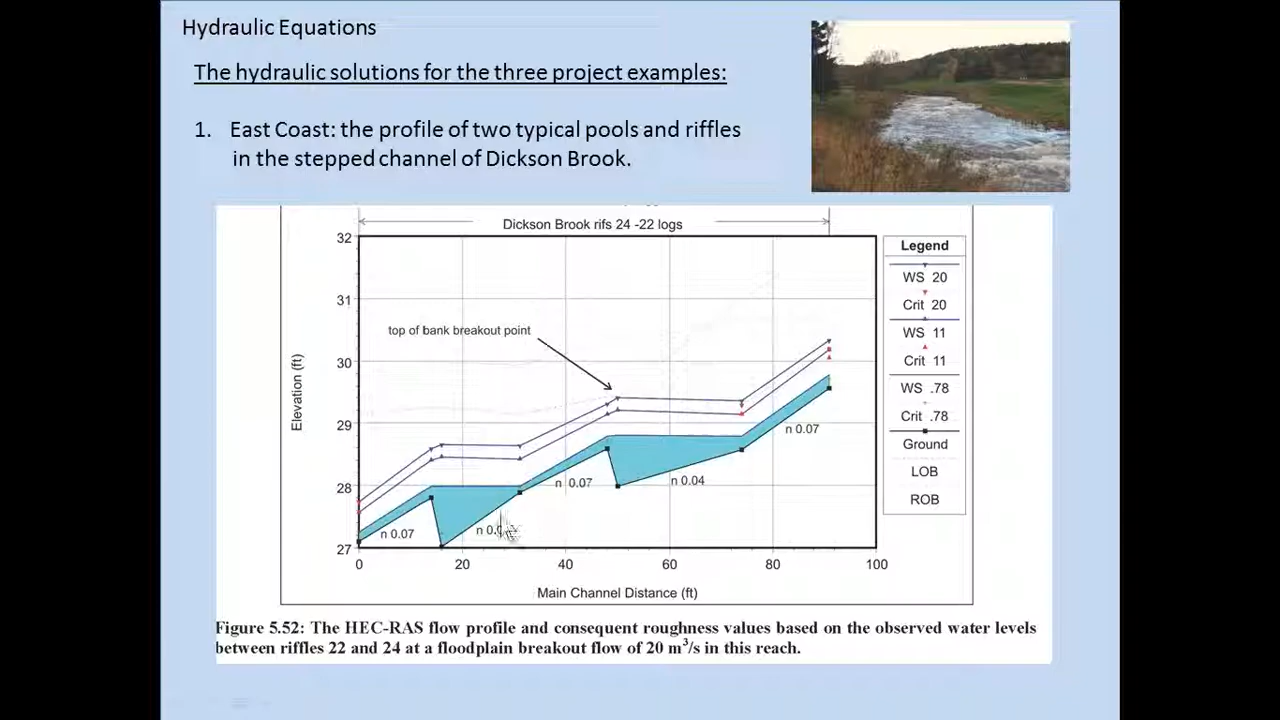 Hydraulic Equations
The hydraulic solutions for the three project examples:
1. East Coast: the profile of two typical pools and riffles
in the stepped channel of Dickson Brook.
Dickson Brook rifs 24 -22 logs
Legend
WS 20
Crit 20
WS 11
Crit 11
WS .78
Crit .78
Ground
LOB
ROB
32
31
30
29
28
27
Elevation (ft)
top of bank breakout point
n 0.07
n 0.07
n 0.04
n 0.07
0 20 40 60 80 100
Main Channel Distance (ft)
Figure 5.52: The HEC-RAS flow profile and consequent roughness values based on the observed water levels
between riffles 22 and 24 at a floodplain breakout flow of 20 m³/s in this reach.